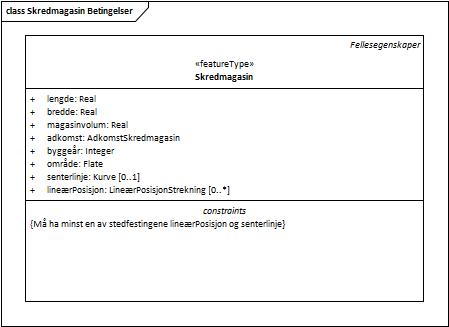 class Skredmagasin Betingelser
Fellesegenskaper
«featureType»
Skredmagasin
+ lengde: Real
+ bredde: Real
+ magasinvolum: Real
+ adkomst: AdkomstSkredmagasin
+ byggeår: Integer
+ område: Flate
+ senterlinje: Kurve [0..1]
+ lineærPosisjon: LineærPosisjonStrekning [0..*]
constraints
{Må ha minst en av stedfestingene lineærPosisjon og senterlinje}